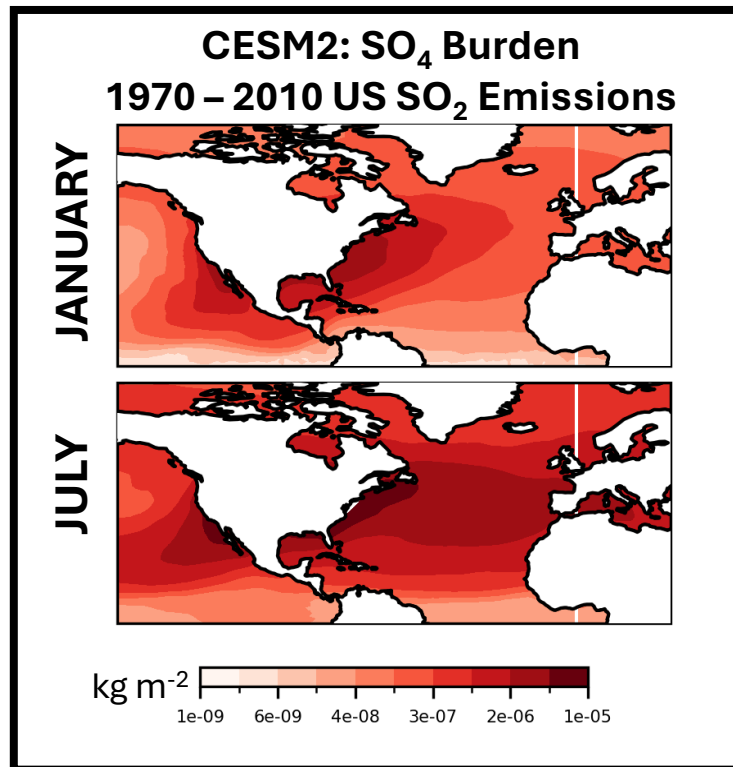 CESM2: SO₄ Burden
1970 – 2010 US SO₂ Emissions
JANUARY
JULY
kg m⁻²
1e-09 6e-09 4e-08 3e-07 2e-06 1e-05